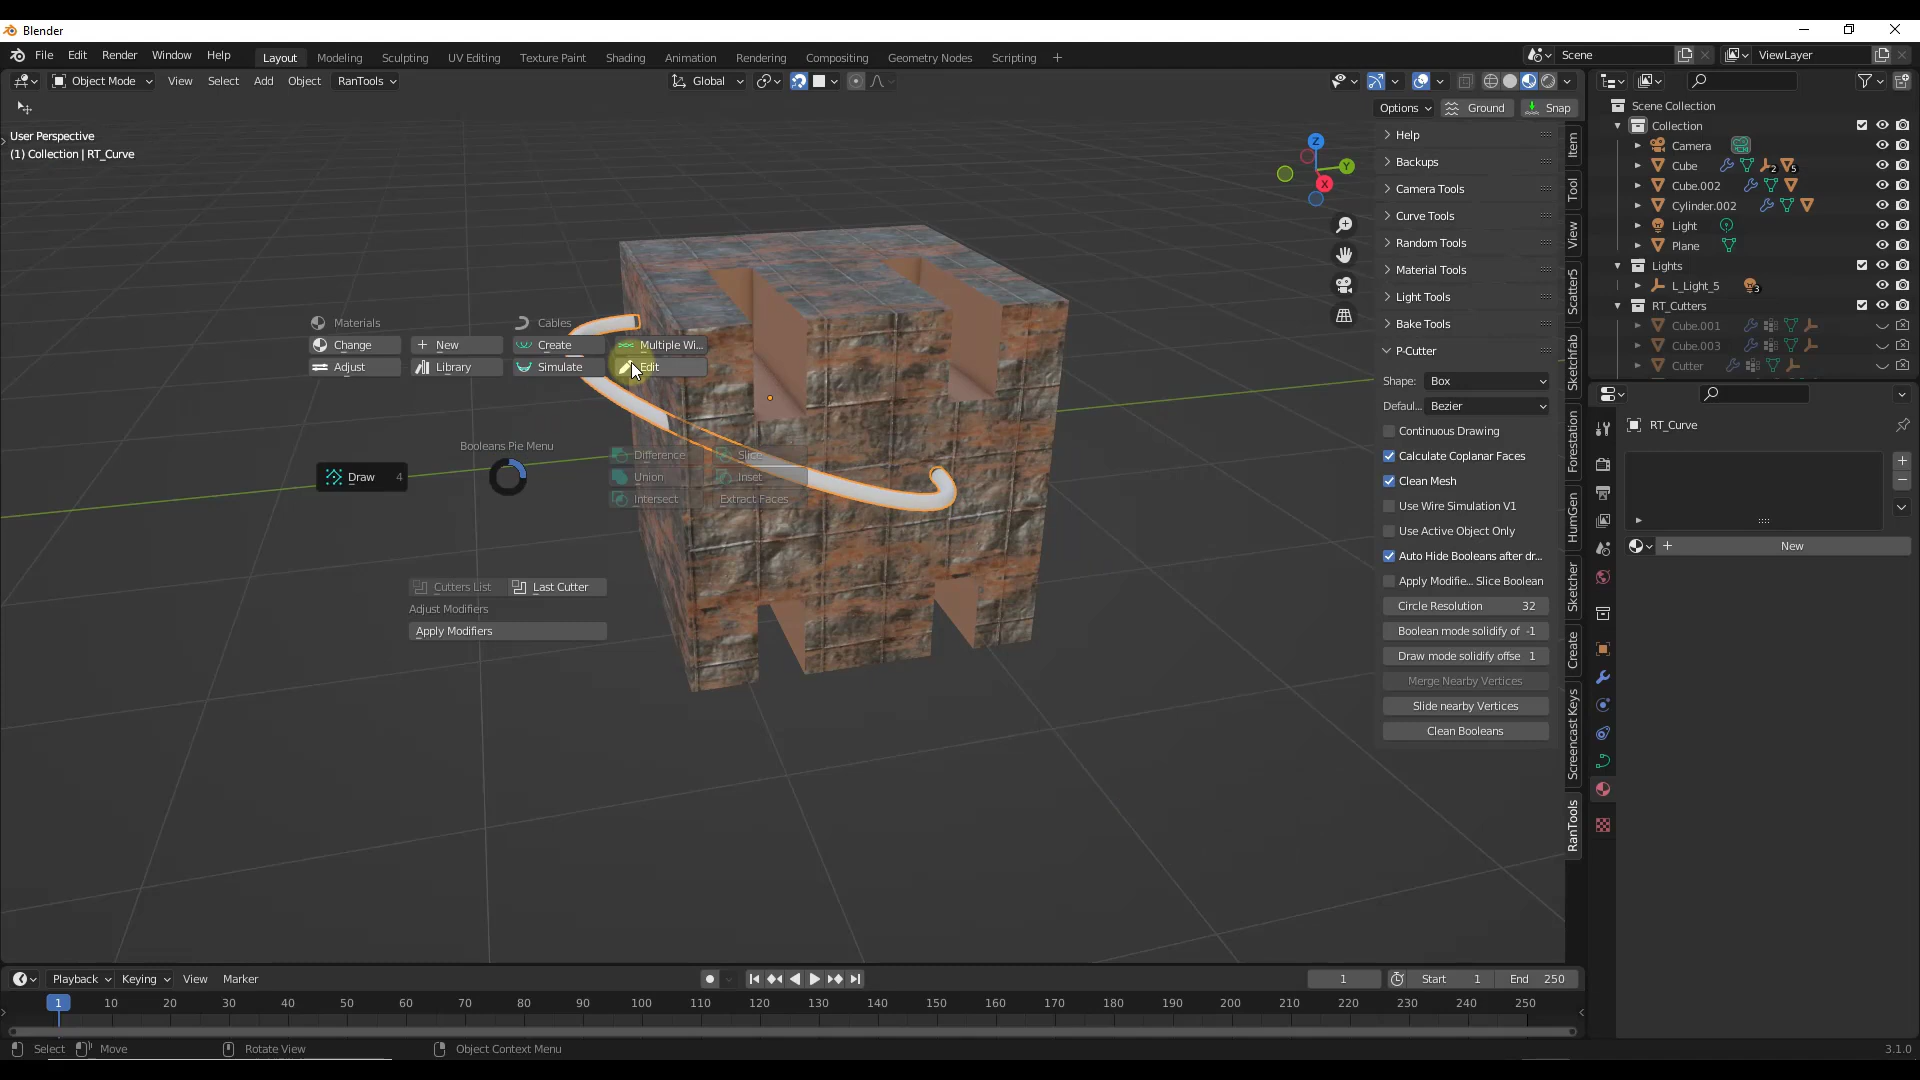 Blender
File Edit Render Window Help Layout Modeling Sculpting UV Editing Texture Paint Shading Animation Rendering Compositing Geometry Nodes Scripting + Scene ViewLayer
Object Mode View Select Add Object RanTools Global
Options Ground Snap
User Perspective
(1) Collection | RT_Curve
Z
Y
X
Materials Cables
Change New Create Multiple Wi...
Adjust Library Simulate Edit
Booleans Pie Menu
Draw 4
Difference Slice
Union Inset
Intersect Extract Faces
Cutters List Last Cutter
Adjust Modifiers
Apply Modifiers
Help
Backups
Camera Tools
Curve Tools
Random Tools
Material Tools
Light Tools
Bake Tools
P-Cutter
Shape: Box
Defaul... Bezier
Continuous Drawing
Calculate Coplanar Faces
Clean Mesh
Use Wire Simulation V1
Use Active Object Only
Auto Hide Booleans after dr...
Apply Modifie... Slice Boolean
Circle Resolution 32
Boolean mode solidify of -1
Draw mode solidify offse 1
Merge Nearby Vertices
Slide nearby Vertices
Clean Booleans
Item
Tool
View
Scatter5
Sketchfab
Forestation
HumGen
Sketcher
Create
Screencast Keys
RanTools
Scene Collection
Collection
Camera
Cube 2 5
Cube.002
Cylinder.002
Light
Plane
Lights
L_Light_5 3
RT_Cutters
Cube.001
Cube.003
Cutter
RT_Curve
New
Playback Keying View Marker 1 Start 1 End 250
1 10 20 30 40 50 60 70 80 90 100 110 120 130 140 150 160 170 180 190 200 210 220 230 240 250
Select Move Rotate View Object Context Menu 3.1.0